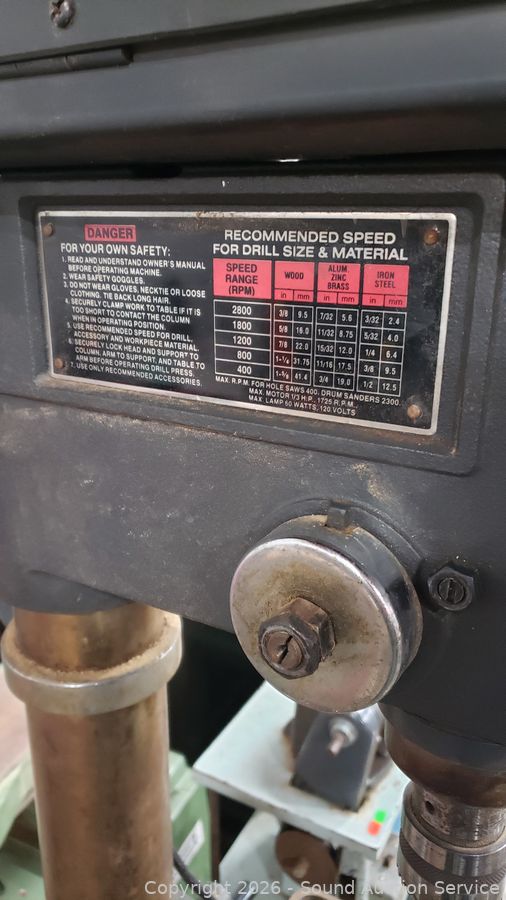 DANGER
FOR YOUR OWN SAFETY:
1. READ AND UNDERSTAND OWNER'S MANUAL
BEFORE OPERATING MACHINE.
2. WEAR SAFETY GOGGLES.
3. DO NOT WEAR GLOVES, NECKTIE OR LOOSE
CLOTHING. TIE BACK LONG HAIR.
4. SECURELY CLAMP WORK TO TABLE IF IT IS
TOO SHORT TO CONTACT THE COLUMN
WHEN IN OPERATING POSITION.
5. USE RECOMMENDED SPEED FOR DRILL,
ACCESSORY AND WORKPIECE MATERIAL
6. SECURELY LOCK HEAD AND SUPPORT TO
COLUMN, ARM TO SUPPORT, AND TABLE TO
ARM BEFORE OPERATING DRILL PRESS.
7. USE ONLY RECOMMENDED ACCESSORIES.
RECOMMENDED SPEED
FOR DRILL SIZE & MATERIAL
SPEED RANGE (RPM) WOOD ALUM. ZINC BRASS IRON STEEL
in mm in mm in mm
2800 3/8 9.5 7/32 5.6 3/32 2.4
1800 5/8 16.0 11/32 8.75 5/32 4.0
1200 7/8 22.0 15/32 12.0 1/4 6.4
800 1-1/4 31.75 11/16 17.5 3/8 9.5
400 1-5/8 41.4 3/4 19.0 1/2 12.5
MAX. R.P.M. FOR HOLE SAWS 400, DRUM SANDERS 2300.
MAX. MOTOR 1/3 H.P., 1725 R.P.M.
MAX. LAMP 60 WATTS, 120 VOLTS
Copyright 2026 - Sound Auction Service